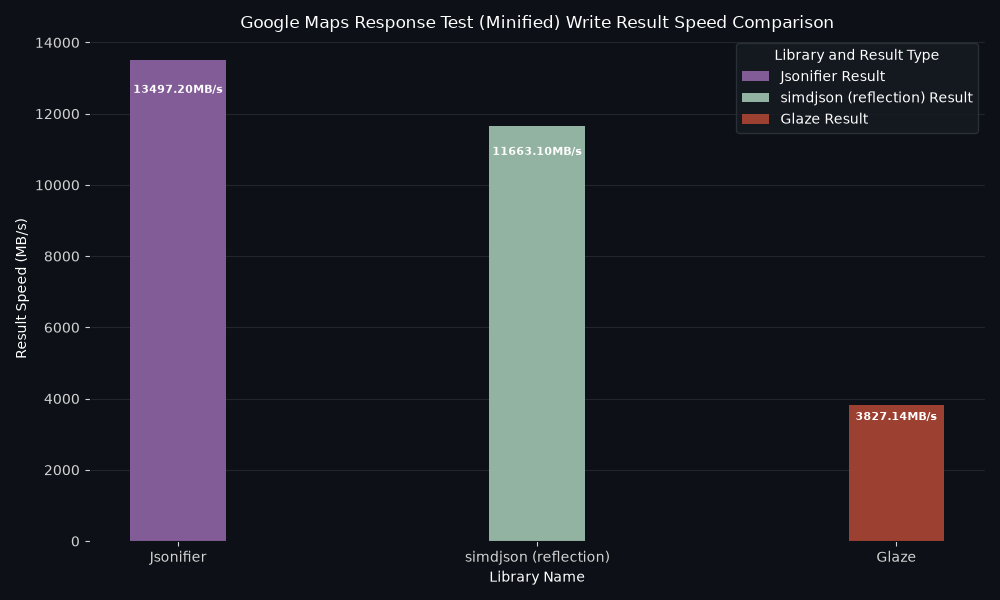 Google Maps Response Test (Minified) Write Result Speed Comparison
Library and Result Type
Jsonifier Result
simdjson (reflection) Result
Glaze Result
Result Speed (MB/s)
14000
12000
10000
8000
6000
4000
2000
0
13497.20MB/s
11663.10MB/s
3827.14MB/s
Jsonifier
simdjson (reflection)
Glaze
Library Name